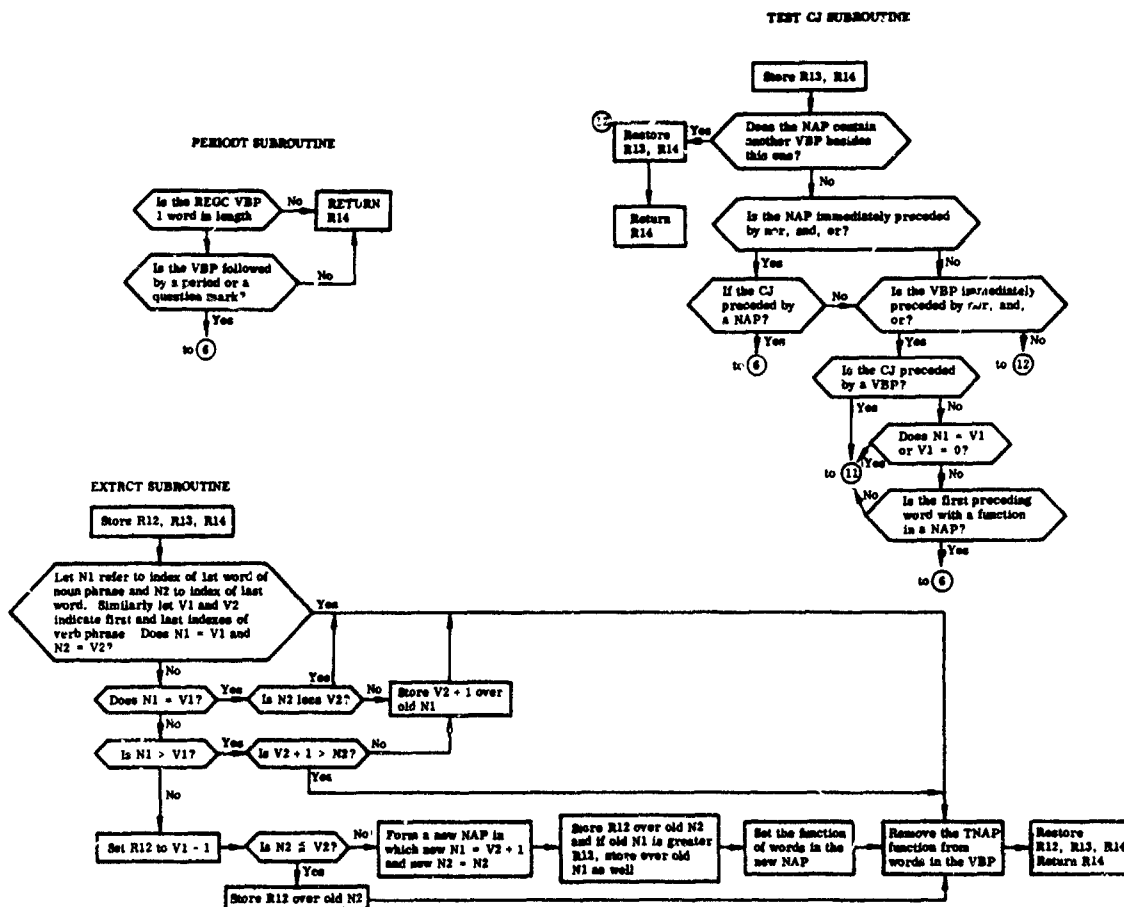 TEST CJ SUBROUTINE
Store R13, R14
Does the NAP contain
another VBP besides
this one?
Yes
12
Restore
R13, R14
Return
R14
No
Is the NAP immediately preceded
by nor, and, or?
Yes
No
If the CJ
preceded by
a NAP?
No
Is the VBP immediately
preceded by nor, and,
or?
Yes
to 6
Yes
No
to 12
Is the CJ preceded
by a VBP?
Yes
No
Does N1 = V1
or V1 = 0?
Yes
to 11
No
No
Is the first preceding
word with a function
in a NAP?
Yes
to 6
PERIODT SUBROUTINE
Is the REGC VBP
1 word in length
No
RETURN
R14
Is the VBP followed
by a period or a
question mark?
No
Yes
to 6
EXTRCT SUBROUTINE
Store R12, R13, R14
Let N1 refer to index of 1st word of
noun phrase and N2 to index of last
word. Similarly let V1 and V2
indicate first and last indexes of
verb phrase Does N1 = V1 and
N2 = V2?
Yes
No
Does N1 = V1?
Yes
Is N2 less V2?
Yes
No
Store V2 + 1 over
old N1
No
Is N1 > V1?
Yes
Is V2 + 1 > N2?
No
Yes
No
Set R12 to V1 - 1
Is N2 ≦ V2?
No
Form a new NAP in
which new N1 = V2 + 1
and new N2 = N2
Store R12 over old N2
and if old N1 is greater
R12, store over old
N1 as well
Set the function
of words in the
new NAP
Remove the TNAP
function from
words in the VBP
Restore
R12, R13, R14
Return R14
Yes
Store R12 over old N2